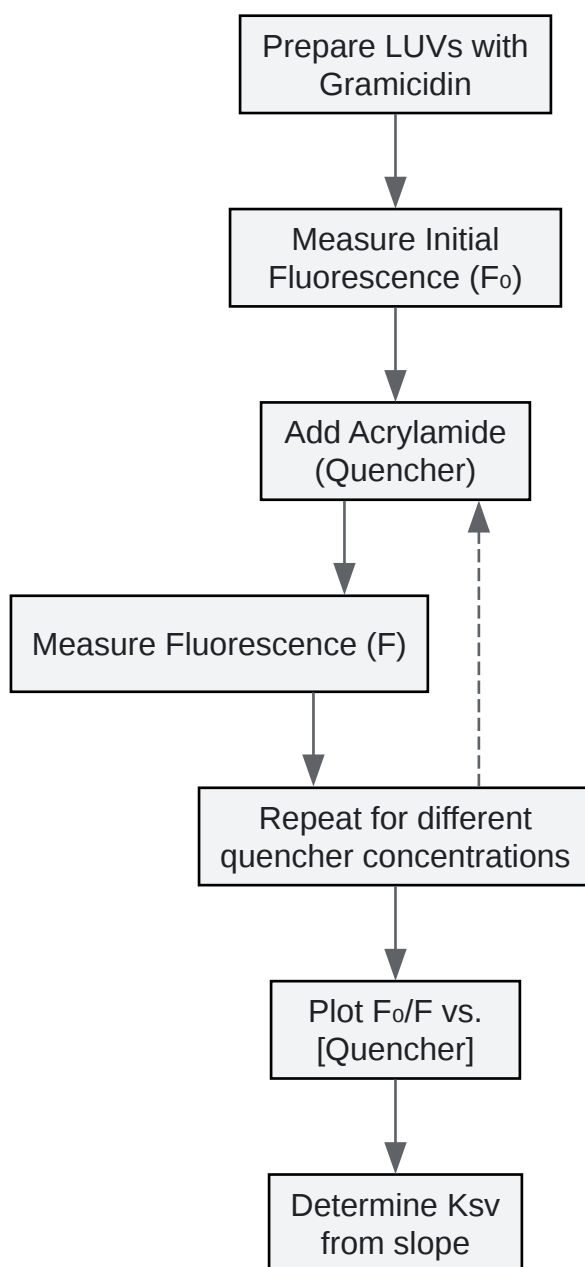 Prepare LUVs with
Gramicidin
Measure Initial
Fluorescence (F₀)
Add Acrylamide
(Quencher)
Measure Fluorescence (F)
Repeat for different
quencher concentrations
Plot F₀/F vs.
[Quencher]
Determine Ksv
from slope